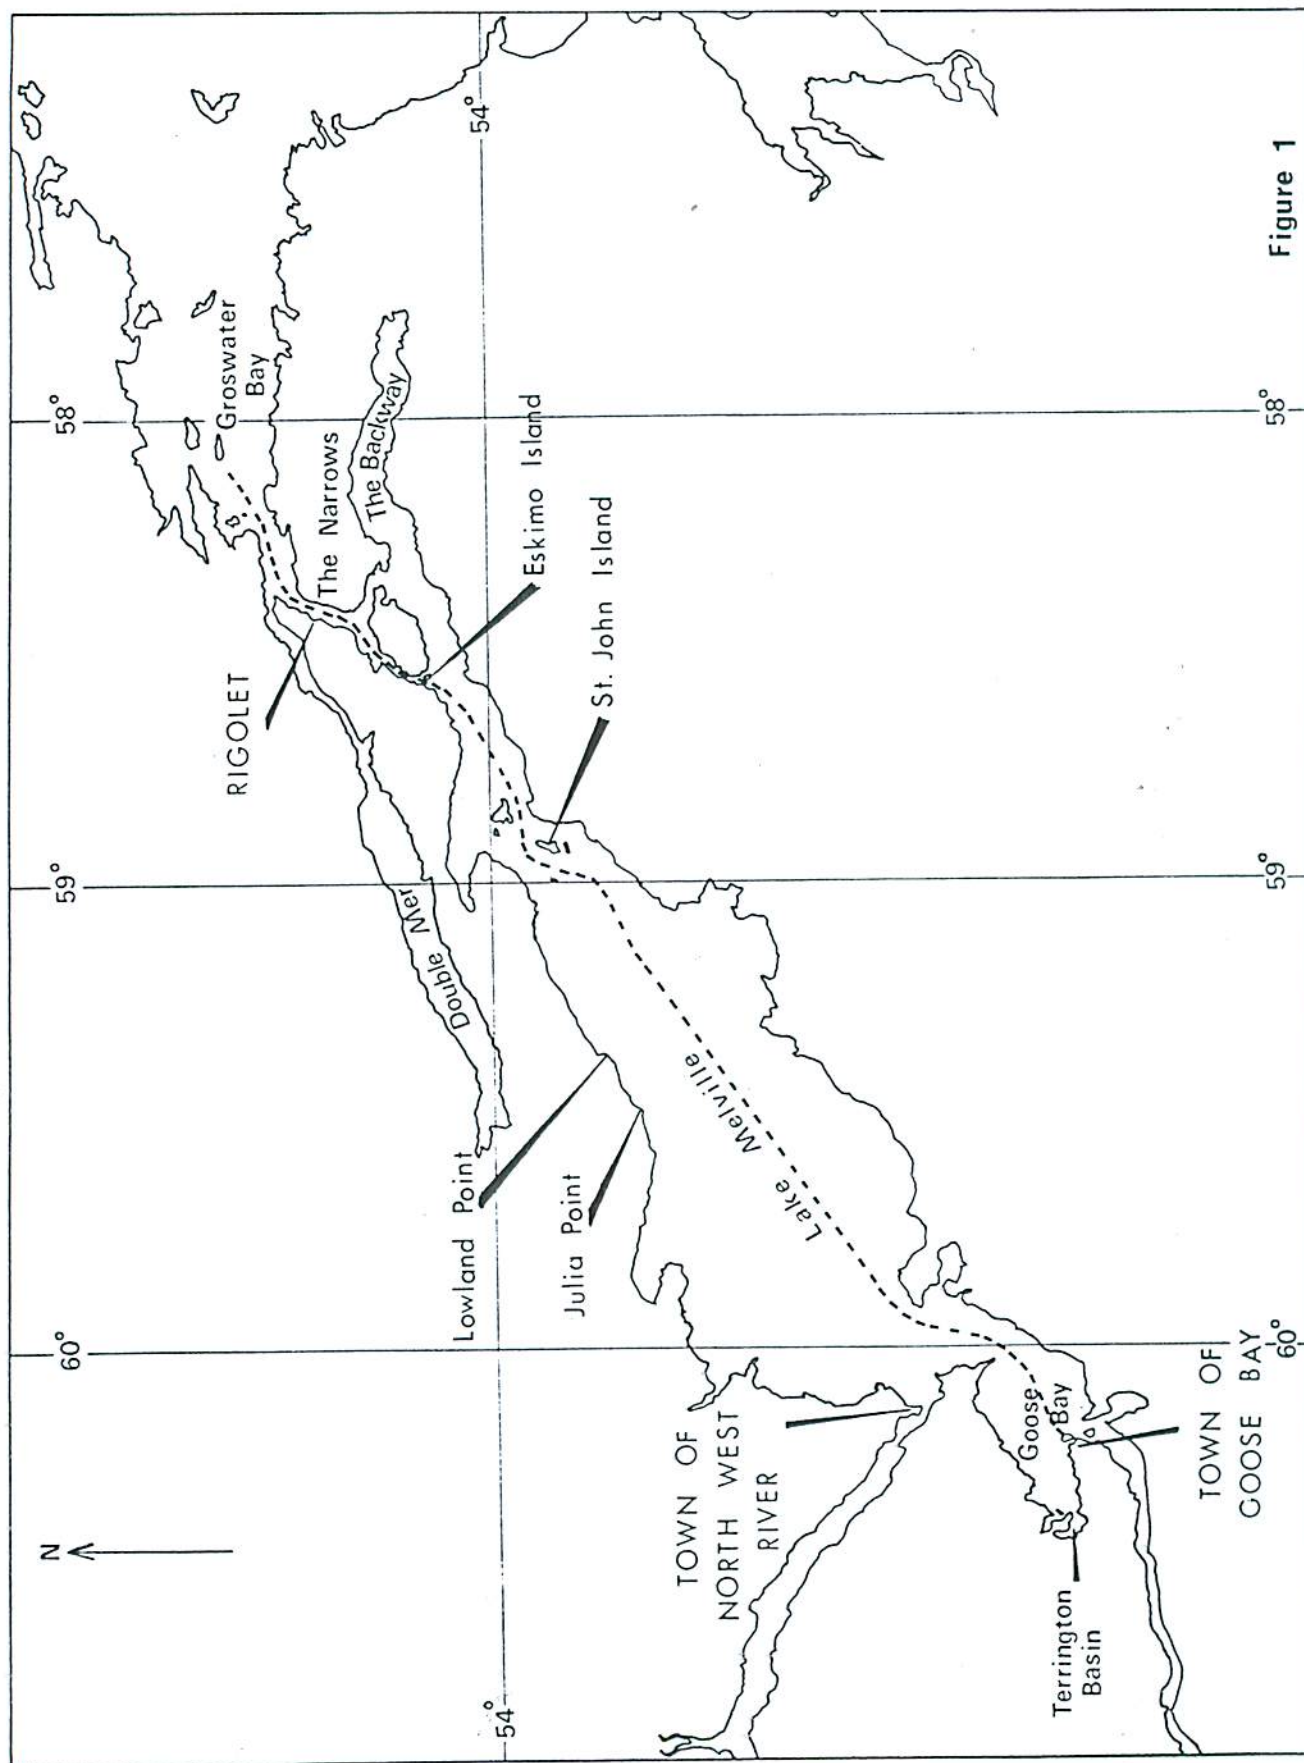 N
60°
59°
58°
Groswater
Bay
RIGOLET
The Narrows
The Backway
Double Mer
54°
54°
Eskimo Island
St. John Island
Lowland Point
Julia Point
Lake Melville
TOWN OF
NORTH WEST
RIVER
Goose
Bay
Terrington
Basin
TOWN OF
GOOSE BAY
60°
59°
58°
Figure 1